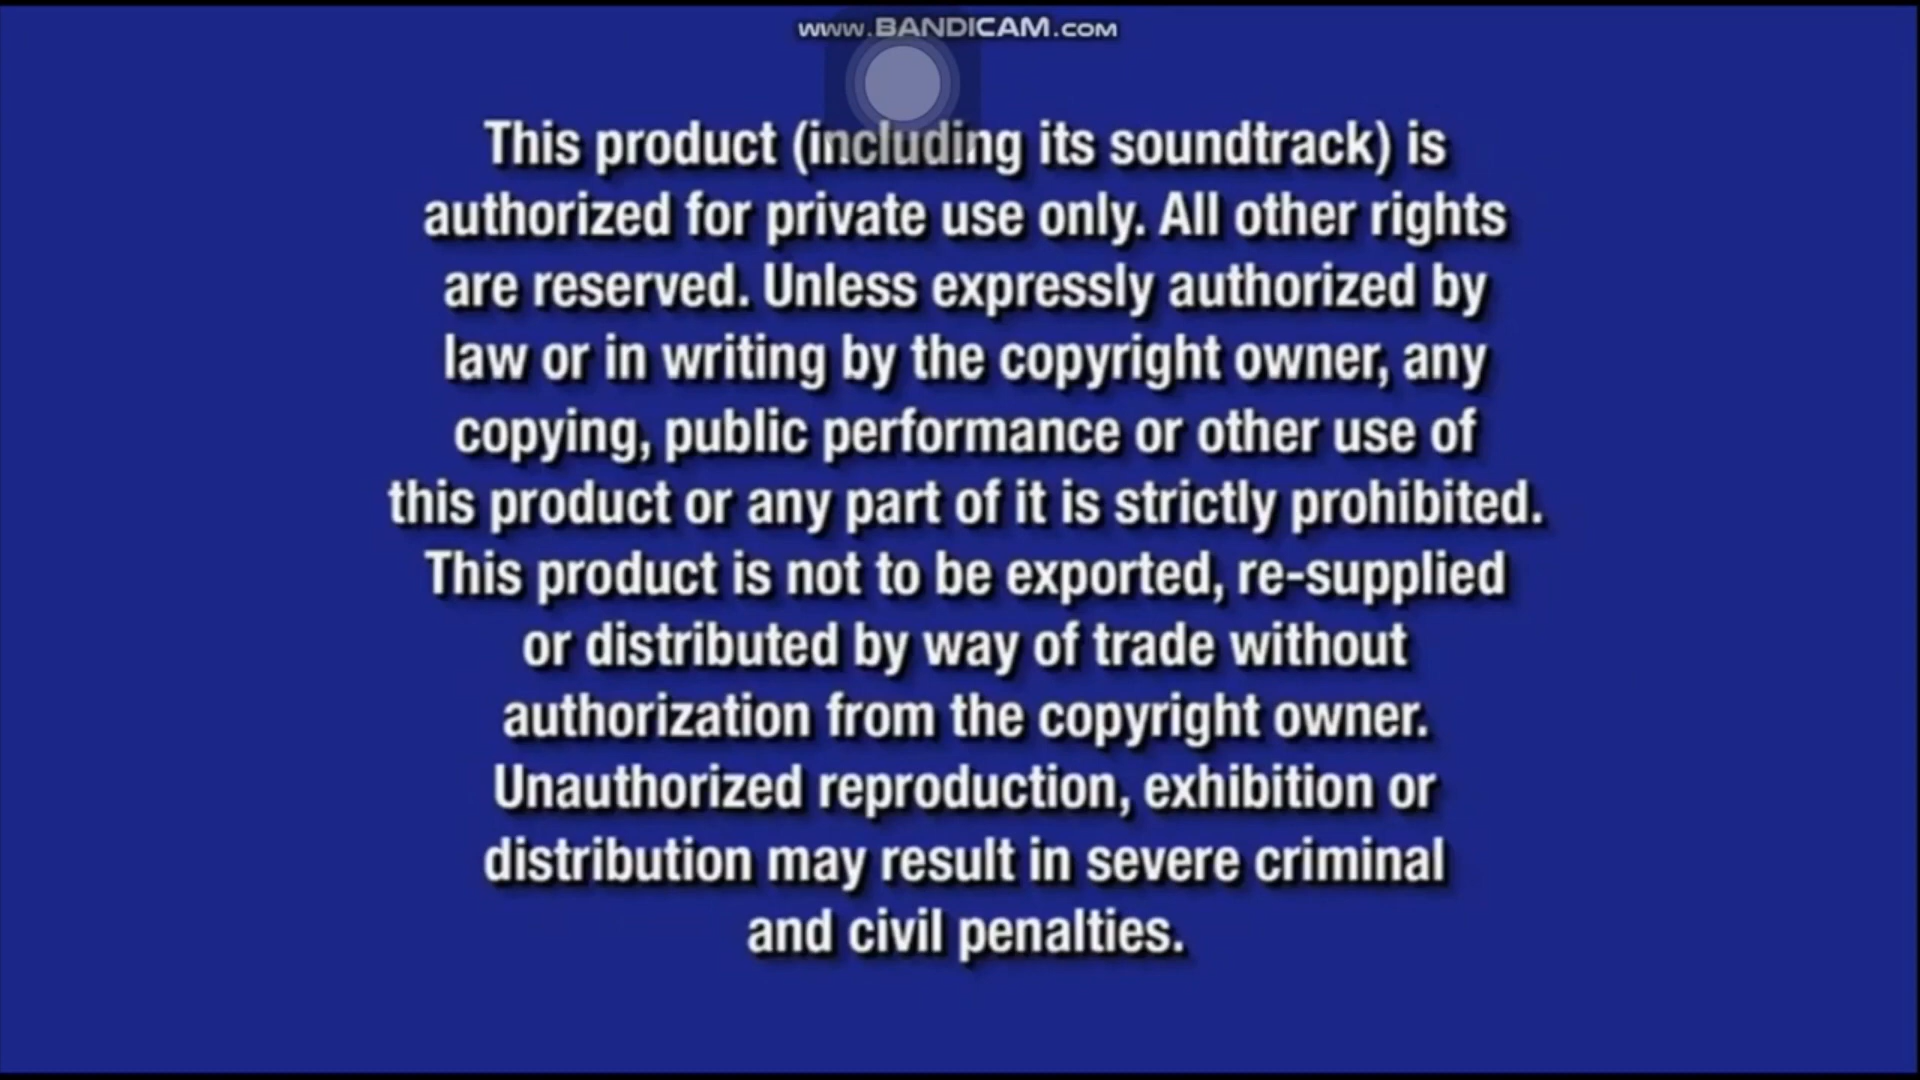 www.BANDICAM.com
This product (including its soundtrack) is
authorized for private use only. All other rights
are reserved. Unless expressly authorized by
law or in writing by the copyright owner, any
copying, public performance or other use of
this product or any part of it is strictly prohibited.
This product is not to be exported, re-supplied
or distributed by way of trade without
authorization from the copyright owner.
Unauthorized reproduction, exhibition or
distribution may result in severe criminal
and civil penalties.